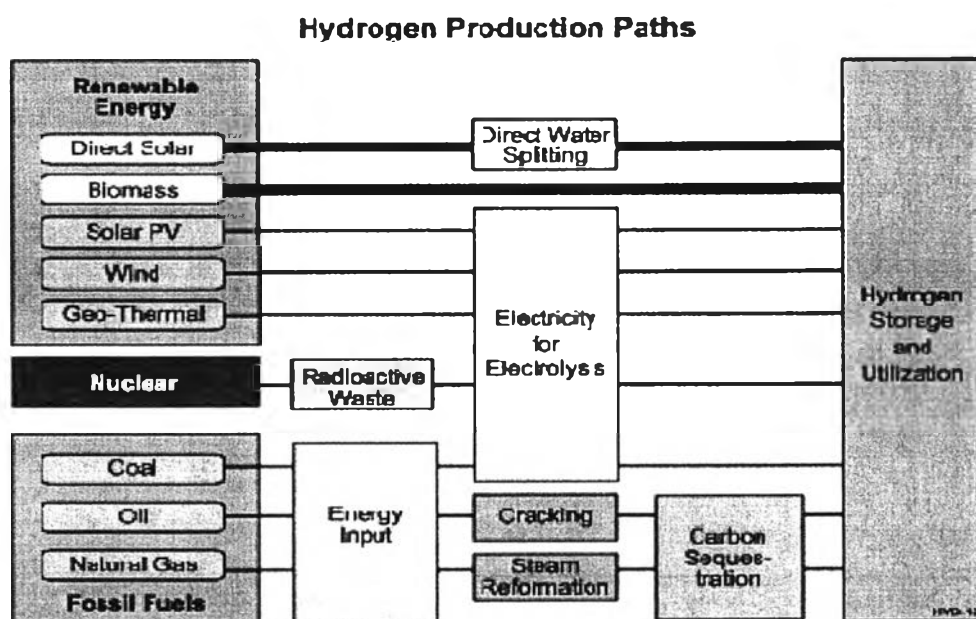 Hydrogen Production Paths
Renewable
Energy
Direct Solar
Biomass
Solar PV
Wind
Geo-Thermal
Nuclear
Coal
Oil
Natural Gas
Fossil Fuels
Radioactive
Waste
Energy
Input
Direct Water
Splitting
Electricity
for
Electrolysis
Cracking
Steam
Reformation
Carbon
Seques-
tration
Hydrogen
Storage
and
Utilization